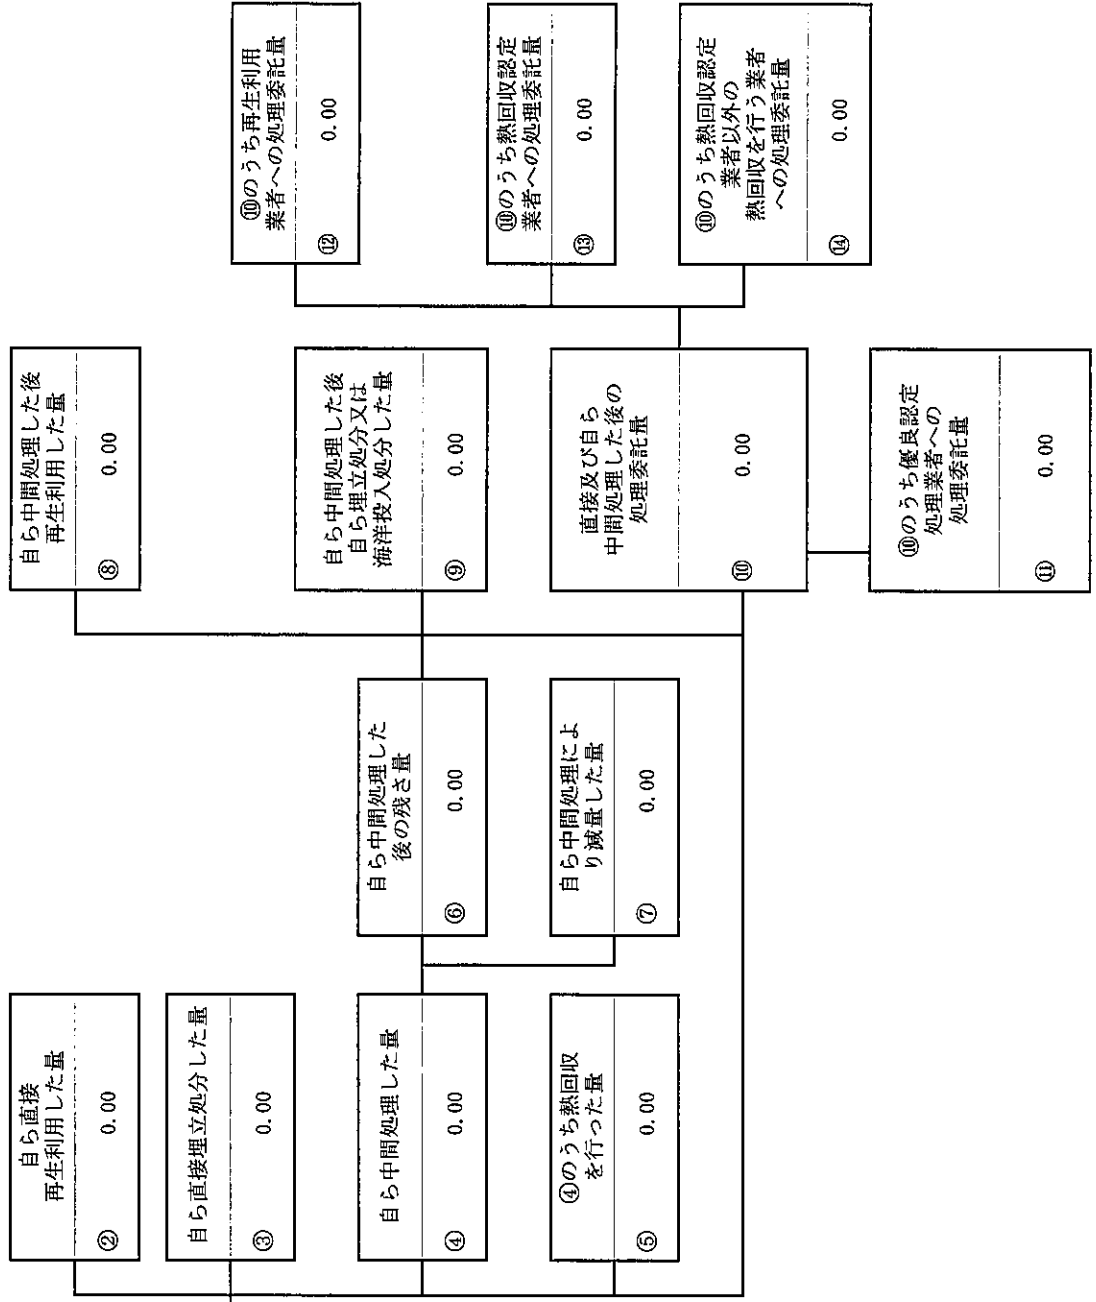 自ら直接
再生利用した量
② 0.00
自ら直接埋立処分した量
③ 0.00
自ら中間処理した量
④ 0.00
④のうち熱回収
を行った量
⑤ 0.00
自ら中間処理した
後の残さ量
⑥ 0.00
自ら中間処理によ
り減量した量
⑦ 0.00
自ら中間処理した後
再生利用した量
⑧ 0.00
自ら中間処理した後
自ら埋立処分又は
海洋投入処分した量
⑨ 0.00
直接及び自ら
中間処理した後の
処理委託量
⑩ 0.00
⑩のうち優良認定
処理業者への
処理委託量
⑪ 0.00
⑩のうち再生利用
業者への処理委託量
⑫ 0.00
⑩のうち熱回収認定
業者への処理委託量
⑬ 0.00
⑩のうち熱回収認定
業者以外の
熱回収を行う業者
への処理委託量
⑭ 0.00